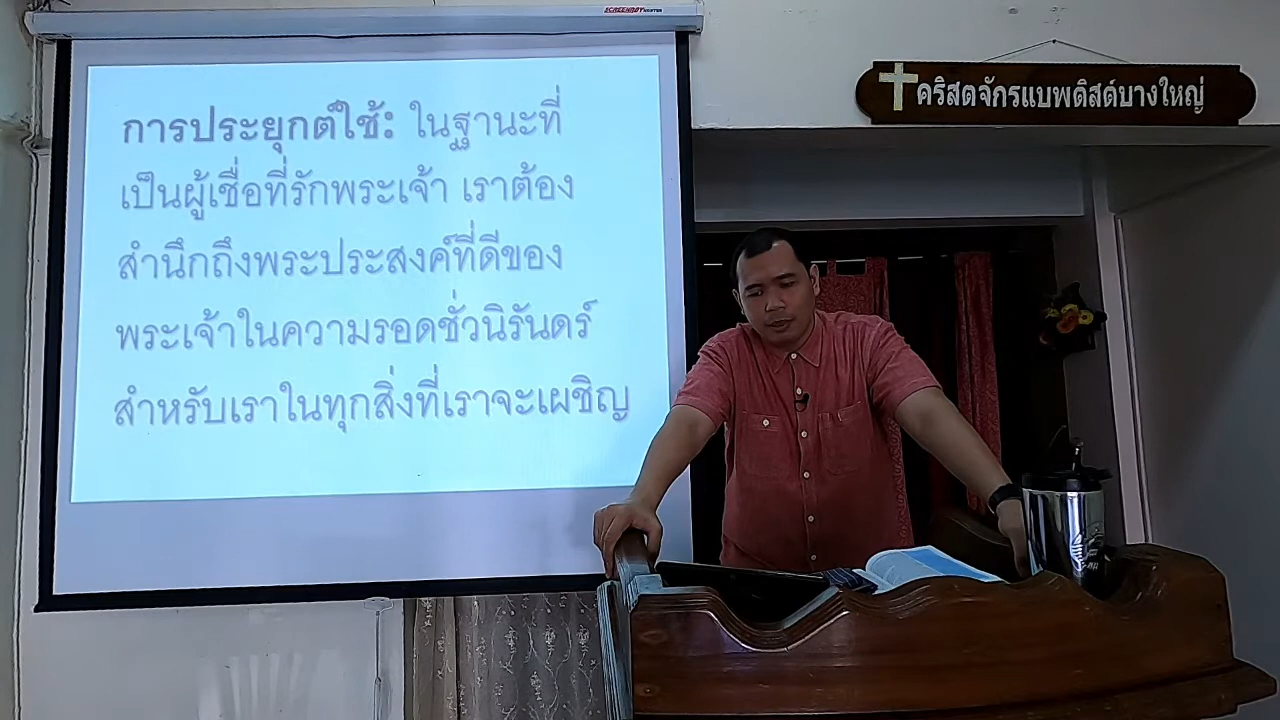 การประยุกต์ใช้: ในฐานะที่
เป็นผู้เชื่อที่รักพระเจ้า เราต้อง
สำนึกถึงพระประสงค์ที่ดีของ
พระเจ้าในความรอดชั่วนิรันดร์
สำหรับเราในทุกสิ่งที่เราจะเผชิญ
คริสตจักรแบพติสต์บางใหญ่